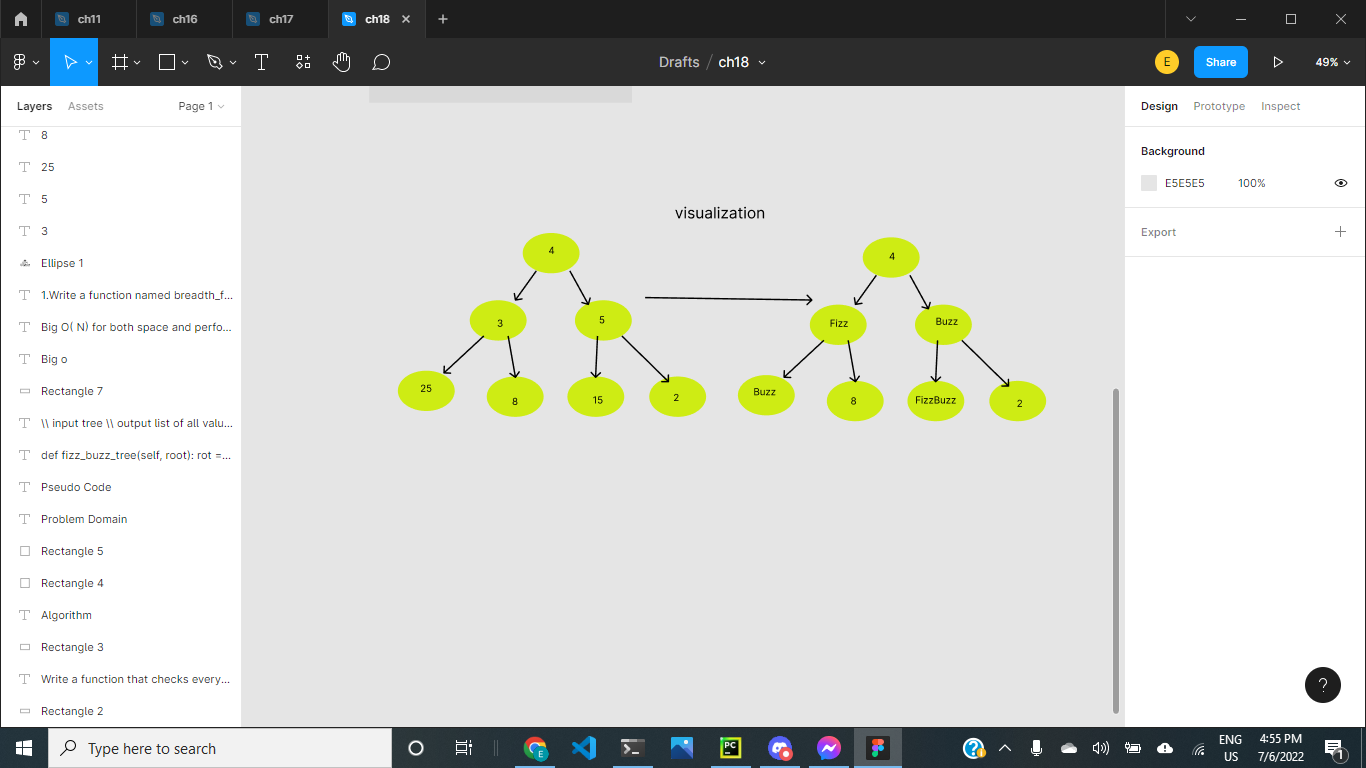 ch11
ch16
ch17
ch18
Drafts / ch18
E
Share
49%
Layers
Assets
Page 1
8
25
5
3
Ellipse 1
1.Write a function named breadth_f...
Big O( N) for both space and perfo...
Big o
Rectangle 7
\\ input tree \\ output list of all valu...
def fizz_buzz_tree(self, root): rot =...
Pseudo Code
Problem Domain
Rectangle 5
Rectangle 4
Algorithm
Rectangle 3
Write a function that checks every...
Rectangle 2
visualization
4
3
5
25
8
15
2
4
Fizz
Buzz
Buzz
8
FizzBuzz
2
Design
Prototype
Inspect
Background
E5E5E5
100%
Export
?
Type here to search
E
PC
?
ENG
US
4:55 PM
7/6/2022
1